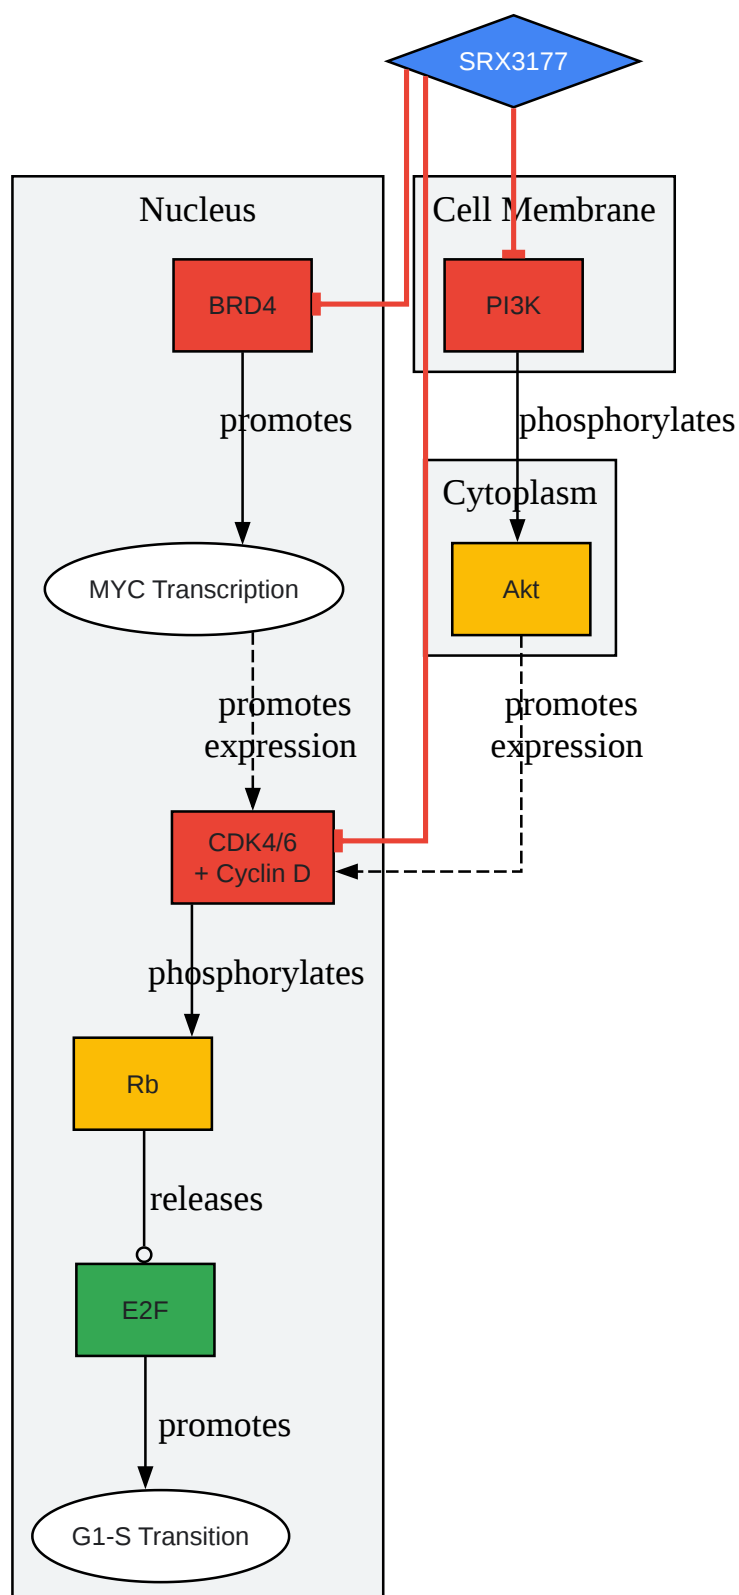 SRX3177
Nucleus
Cell Membrane
BRD4
PI3K
promotes
phosphorylates
Cytoplasm
MYC Transcription
Akt
promotes
expression
promotes
expression
CDK4/6
+ Cyclin D
phosphorylates
Rb
releases
E2F
promotes
G1-S Transition